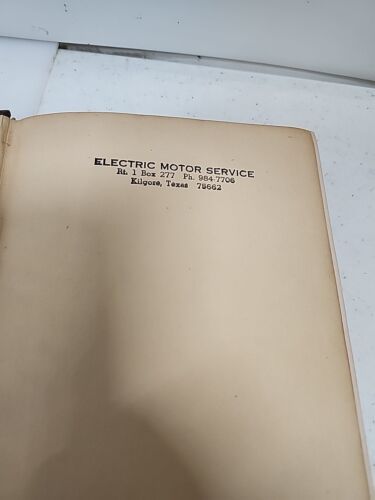 ELECTRIC MOTOR SERVICE
Rt. 1 Box 277 Ph. 984-7706
Kilgore, Texas 75662